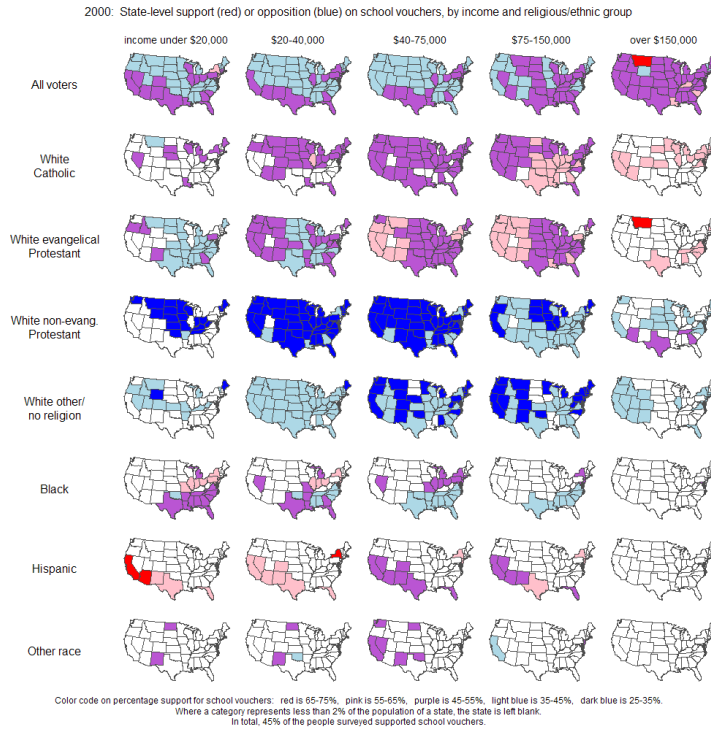 2000:  State-level support (red) or opposition (blue) on school vouchers, by income and religious/ethnic group
income under $20,000 $20-40,000 $40-75,000 $75-150,000 over $150,000
All voters
White
Catholic
White evangelical
Protestant
White non-evang.
Protestant
White other/
no religion
Black
Hispanic
Other race
Color code on percentage support for school vouchers:  red is 65-75%,  pink is 55-65%,  purple is 45-55%,  light blue is 35-45%,  dark blue is 25-35%.
Where a category represents less than 2% of the population of a state, the state is left blank.
In total, 45% of the people surveyed supported school vouchers.